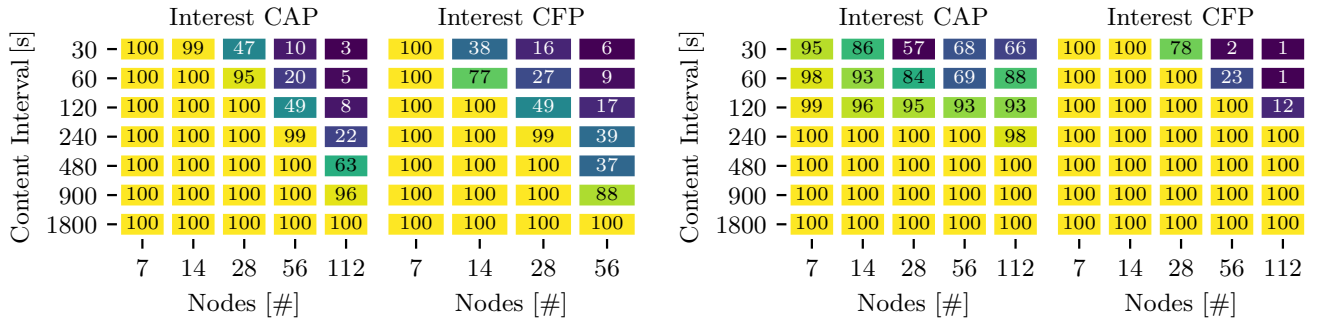 Interest CAP Interest CFP Interest CAP Interest CFP
Content Interval [s] Content Interval [s]
30 100 99 47 10 3 100 38 16 6 30 95 86 57 68 66 100 100 78 2 1
60 100 100 95 20 5 100 77 27 9 60 98 93 84 69 88 100 100 100 23 1
120 100 100 100 49 8 100 100 49 17 120 99 96 95 93 93 100 100 100 100 12
240 100 100 100 99 22 100 100 99 39 240 100 100 100 100 98 100 100 100 100 100
480 100 100 100 100 63 100 100 100 37 480 100 100 100 100 100 100 100 100 100 100
900 100 100 100 100 96 100 100 100 88 900 100 100 100 100 100 100 100 100 100 100
1800 100 100 100 100 100 100 100 100 100 1800 100 100 100 100 100 100 100 100 100 100
7 14 28 56 112 7 14 28 56 7 14 28 56 112 7 14 28 56 112
Nodes [#] Nodes [#] Nodes [#] Nodes [#]